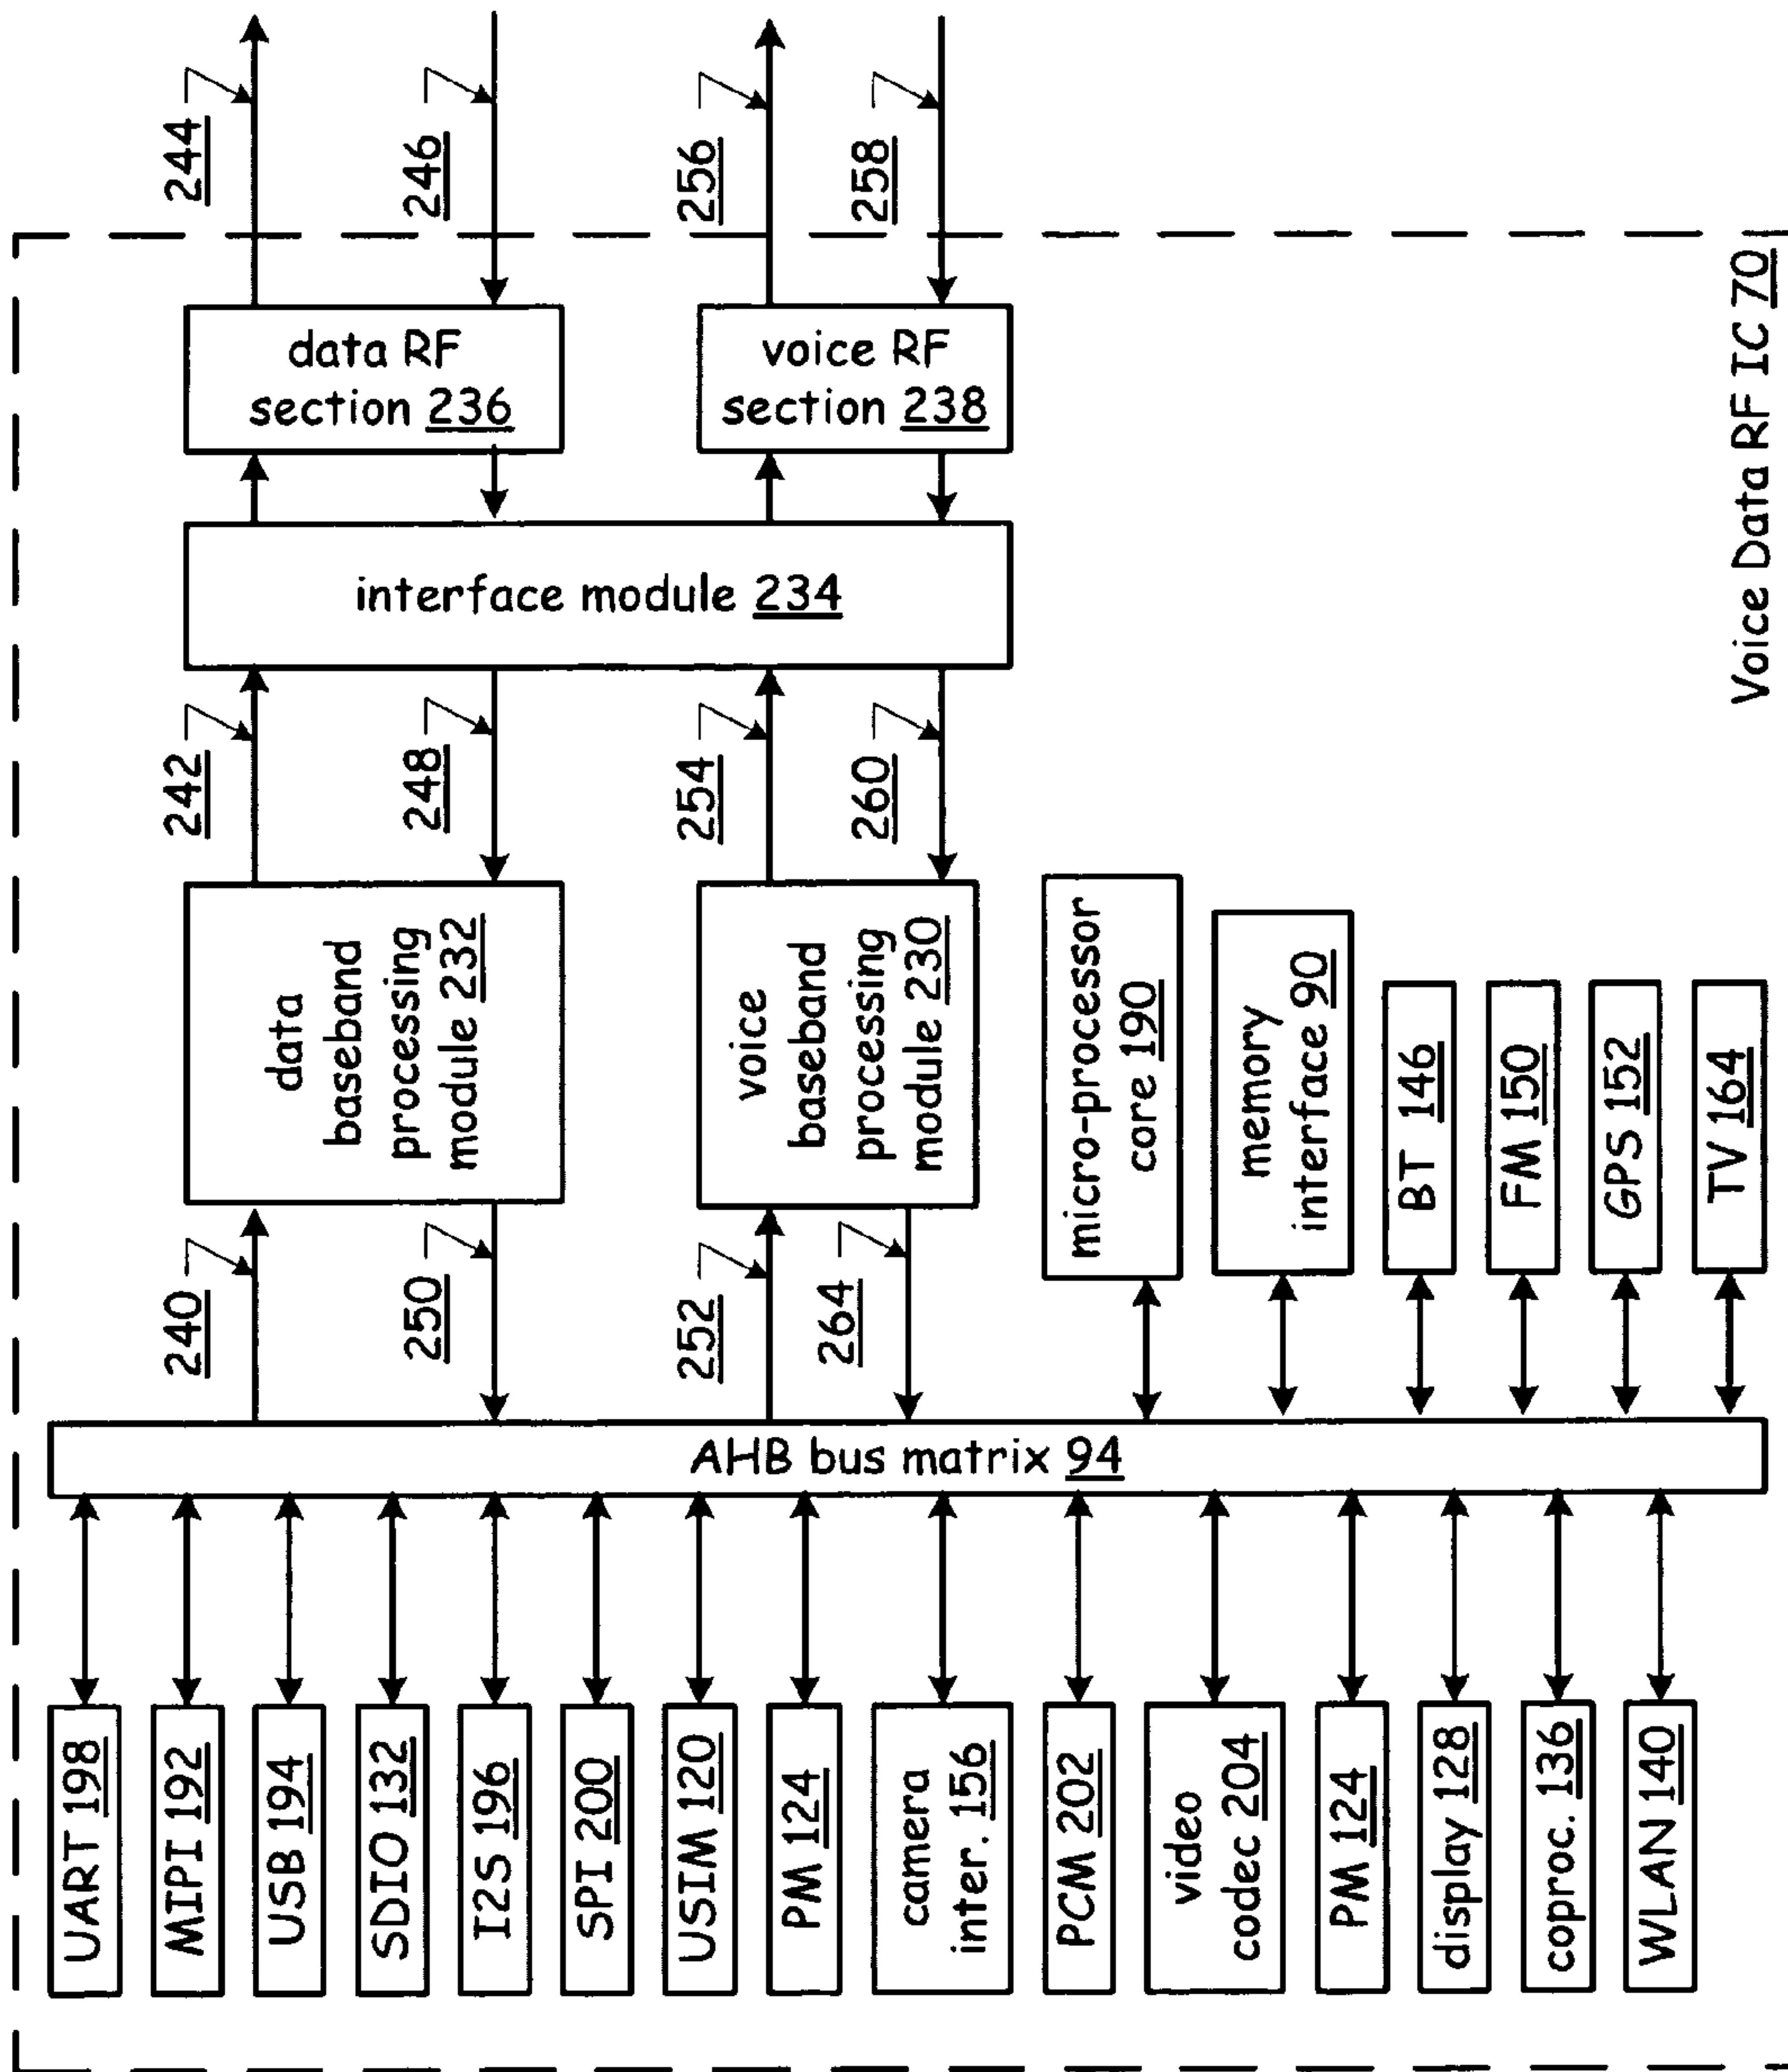 244
246
256
258
data RF
section 236
voice RF
section 238
interface module 234
242
248
254
260
data
baseband
processing
module 232
voice
baseband
processing
module 230
micro-processor
core 190
memory
interface 90
BT 146
FM 150
GPS 152
TV 164
240
250
252
264
AHB bus matrix 94
UART 198
MIPI 192
USB 194
SDIO 132
I2S 196
SPI 200
USIM 120
PM 124
camera
inter. 156
PCM 202
video
codec 204
PM 124
display 128
coproc. 136
WLAN 140
Voice Data RF IC 70